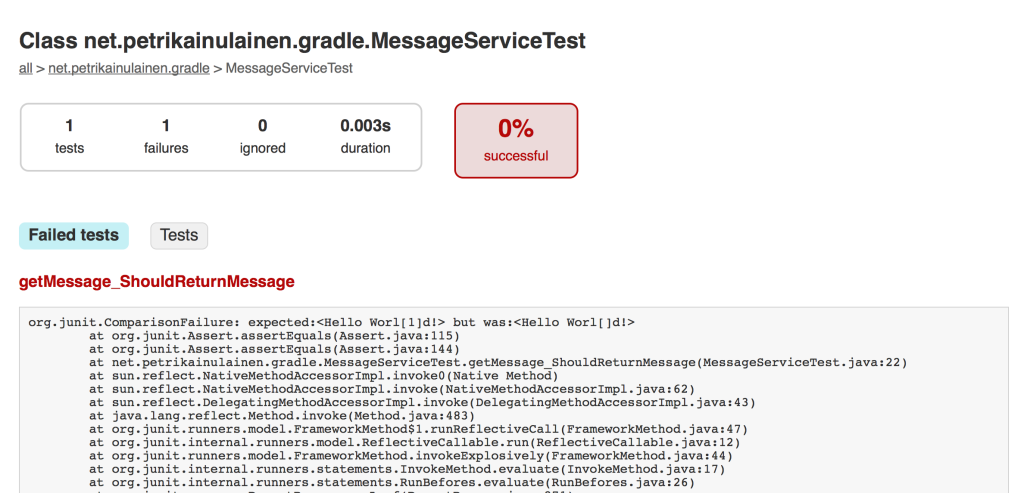 Class net.petrikainulainen.gradle.MessageServiceTest
all > net.petrikainulainen.gradle > MessageServiceTest
1 1 0 0.003s
tests failures ignored duration
0%
successful
Failed tests Tests
getMessage_ShouldReturnMessage
org.junit.ComparisonFailure: expected:<Hello Worl[l]d!> but was:<Hello Worl[]d!>
at org.junit.Assert.assertEquals(Assert.java:115)
at org.junit.Assert.assertEquals(Assert.java:144)
at net.petrikainulainen.gradle.MessageServiceTest.getMessage_ShouldReturnMessage(MessageServiceTest.java:22)
at sun.reflect.NativeMethodAccessorImpl.invoke0(Native Method)
at sun.reflect.NativeMethodAccessorImpl.invoke(NativeMethodAccessorImpl.java:62)
at sun.reflect.DelegatingMethodAccessorImpl.invoke(DelegatingMethodAccessorImpl.java:43)
at java.lang.reflect.Method.invoke(Method.java:483)
at org.junit.runners.model.FrameworkMethod$1.runReflectiveCall(FrameworkMethod.java:47)
at org.junit.internal.runners.model.ReflectiveCallable.run(ReflectiveCallable.java:12)
at org.junit.runners.model.FrameworkMethod.invokeExplosively(FrameworkMethod.java:44)
at org.junit.internal.runners.statements.InvokeMethod.evaluate(InvokeMethod.java:17)
at org.junit.internal.runners.statements.RunBefores.evaluate(RunBefores.java:26)